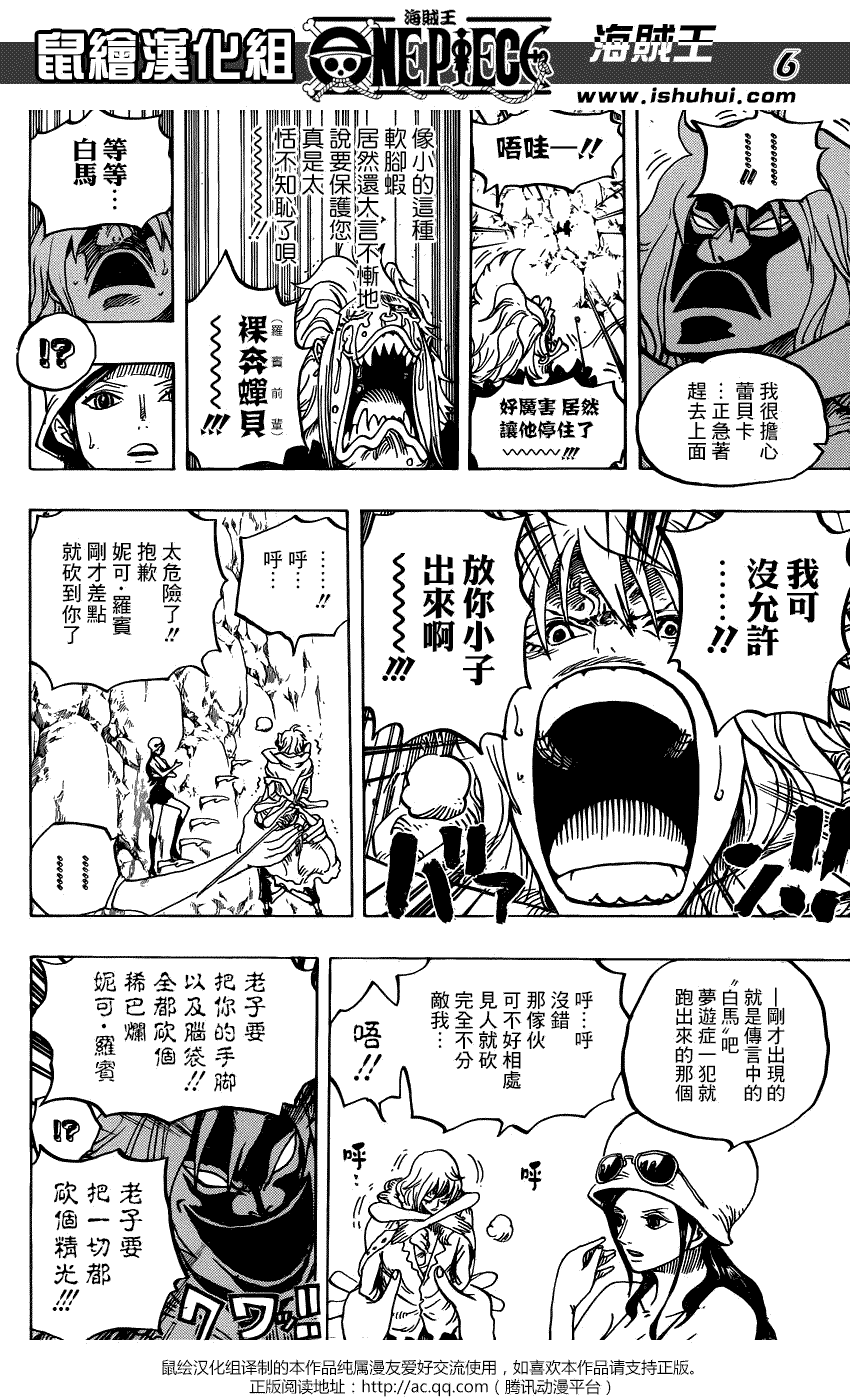 鼠繪漢化組
海賊王
ONE PIECE
海賊王
www.ishuhui.com
6
……!!
我很擔心
蕾貝卡
…正急著
趕去上面
唔哇—!!
好厲害 居然
讓他停住了
~!!!
像小的這種
軟腳蝦
居然還大言不慚地
說要保護您
真是太
恬不知恥了唄
~!!!
(羅賓前輩)
裸奔蟬貝
~!!!
等等…
白馬
!?
我可
沒允許
……!!
放你小子
出來啊
~!!!
バッ
ハァ
ッ!!
……!!
呼…
呼…
太危險了!!
抱歉
妮可·羅賓
剛才差點
就砍到你了
……
—剛才出現的
就是傳言中的
"白馬"吧
夢遊症一犯就
跑出來的那個
呼…呼
沒錯
那傢伙
可不好相處
見人就砍
完全不分
敵我…
唔!!
呼
呼…
老子要
把你的手腳
以及腦袋!!
全都砍個
稀巴爛
妮可·羅賓
!?
老子要
把一切都
砍個精光!!!
クワッ!!
鼠绘汉化组译制的本作品纯属漫友爱好交流使用，如喜欢本作品请支持正版。
正版阅读地址：http://ac.qq.com（腾讯动漫平台）